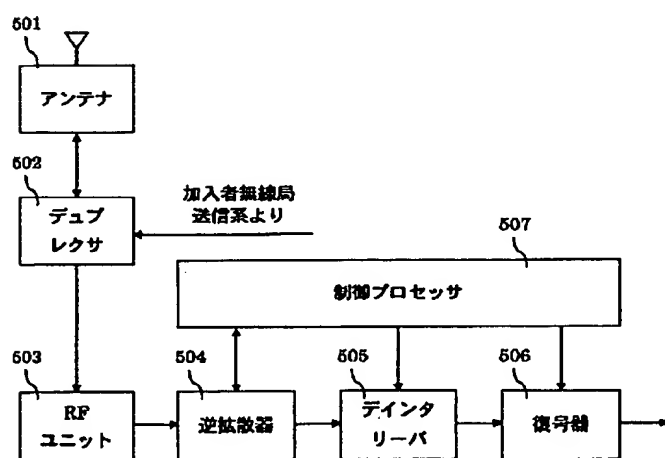 501
アンテナ
502
デュプ
レクサ
加入者無線局
送信系より
507
制御プロセッサ
503
RF
ユニット
504
逆拡散器
505
デインタ
リーバ
506
復号器